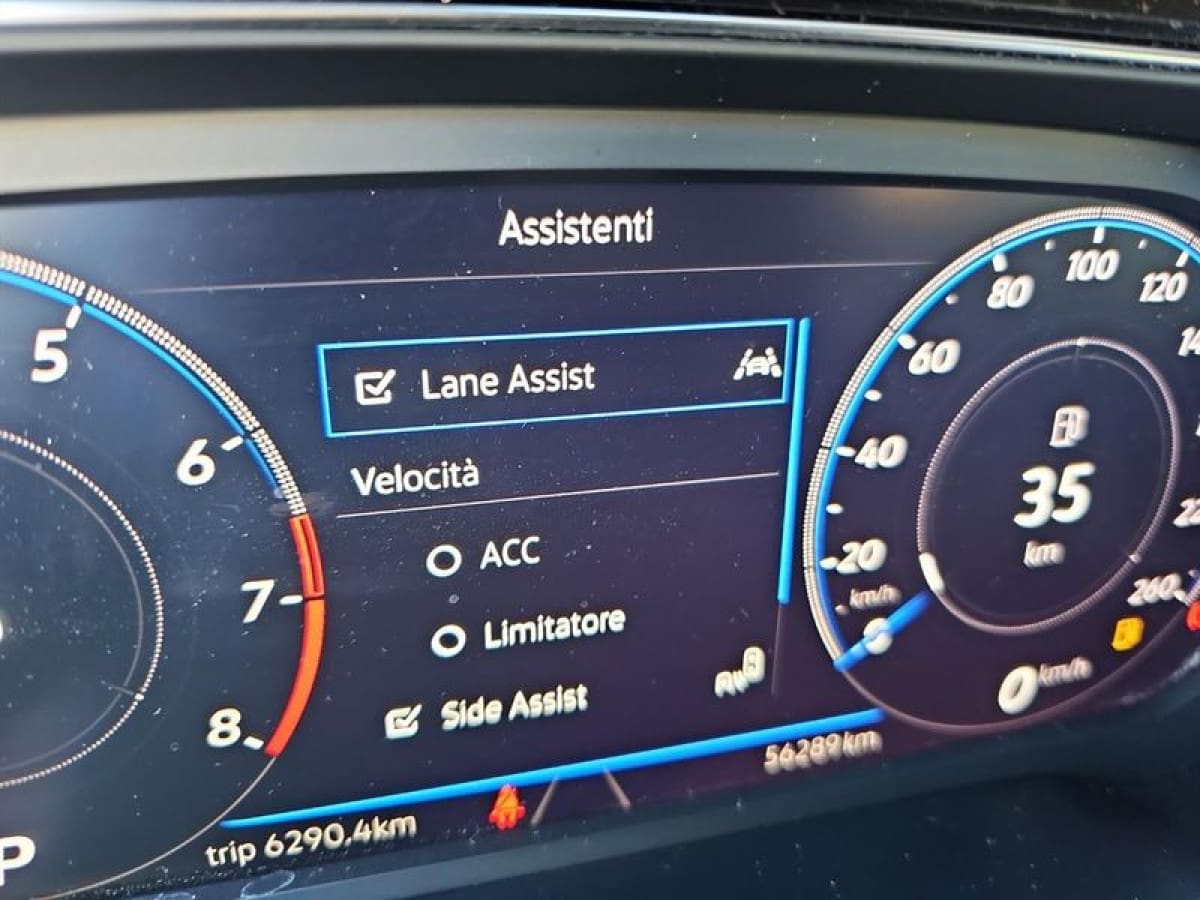 Assistenti
5
6
7
8
Lane Assist
Velocità
ACC
Limitatore
Side Assist
20
40
60
80
100
120
260
km/h
35
km
0 km/h
56289 km
trip 6290.4km
P